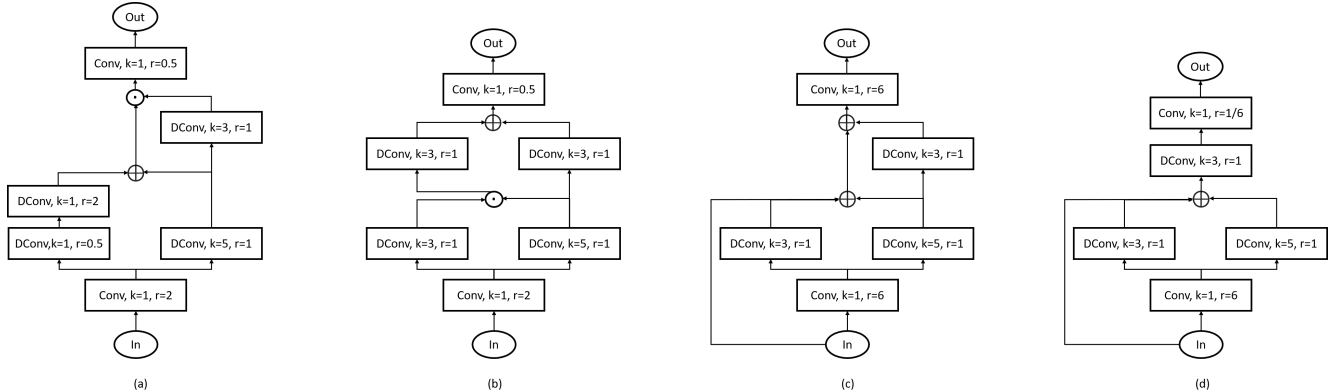 Out
Conv, k=1, r=0.5
DConv, k=3, r=1
DConv, k=1, r=2
DConv,k=1, r=0.5
DConv, k=5, r=1
Conv, k=1, r=2
In
(a)
Out
Conv, k=1, r=0.5
DConv, k=3, r=1
DConv, k=3, r=1
DConv, k=3, r=1
DConv, k=5, r=1
Conv, k=1, r=2
In
(b)
Out
Conv, k=1, r=6
DConv, k=3, r=1
DConv, k=3, r=1
DConv, k=5, r=1
Conv, k=1, r=6
In
(c)
Out
Conv, k=1, r=1/6
DConv, k=3, r=1
DConv, k=3, r=1
DConv, k=5, r=1
Conv, k=1, r=6
In
(d)